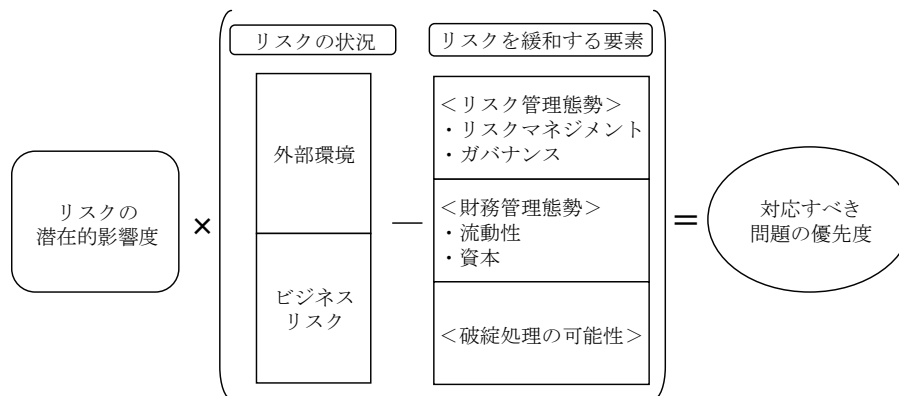 リスクの状況
リスクを緩和する要素
リスクの
潜在的影響度
×
外部環境
ビジネス
リスク
―
＜リスク管理態勢＞
・リスクマネジメント
・ガバナンス
＜財務管理態勢＞
・流動性
・資本
＜破綻処理の可能性＞
＝
対応すべき
問題の優先度